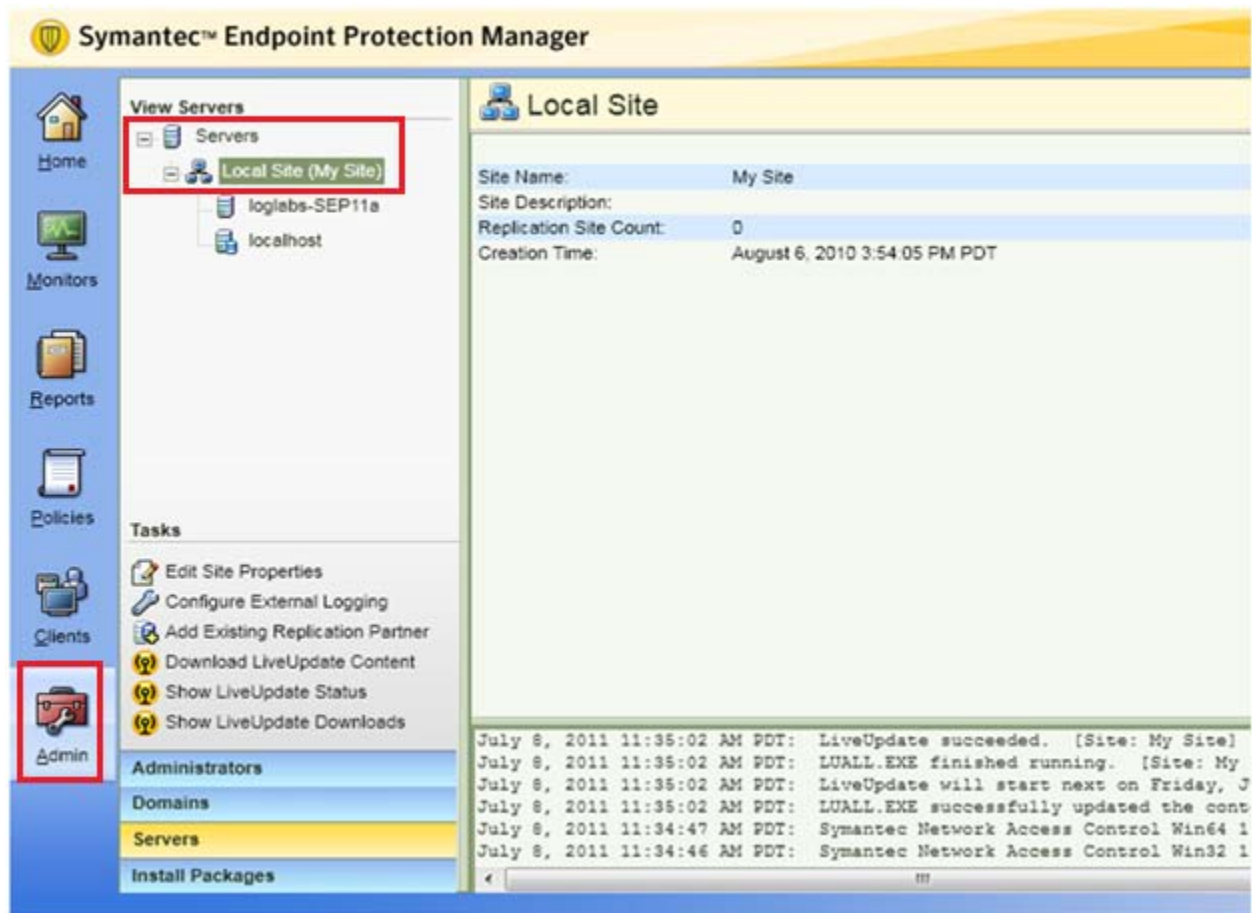 Symantec™ Endpoint Protection Manager
Home
Monitors
Reports
Policies
Clients
Admin
View Servers
Servers
Local Site (My Site)
loglabs-SEP11a
localhost
Tasks
Edit Site Properties
Configure External Logging
Add Existing Replication Partner
Download LiveUpdate Content
Show LiveUpdate Status
Show LiveUpdate Downloads
Administrators
Domains
Servers
Install Packages
Local Site
Site Name: My Site
Site Description:
Replication Site Count: 0
Creation Time: August 6, 2010 3:54:05 PM PDT
July 8, 2011 11:35:02 AM PDT: LiveUpdate succeeded. [Site: My Site]
July 8, 2011 11:35:02 AM PDT: LUALL.EXE finished running. [Site: My
July 8, 2011 11:35:02 AM PDT: LiveUpdate will start next on Friday, J
July 8, 2011 11:35:02 AM PDT: LUALL.EXE successfully updated the cont
July 8, 2011 11:34:47 AM PDT: Symantec Network Access Control Win64 1
July 8, 2011 11:34:46 AM PDT: Symantec Network Access Control Win32 1